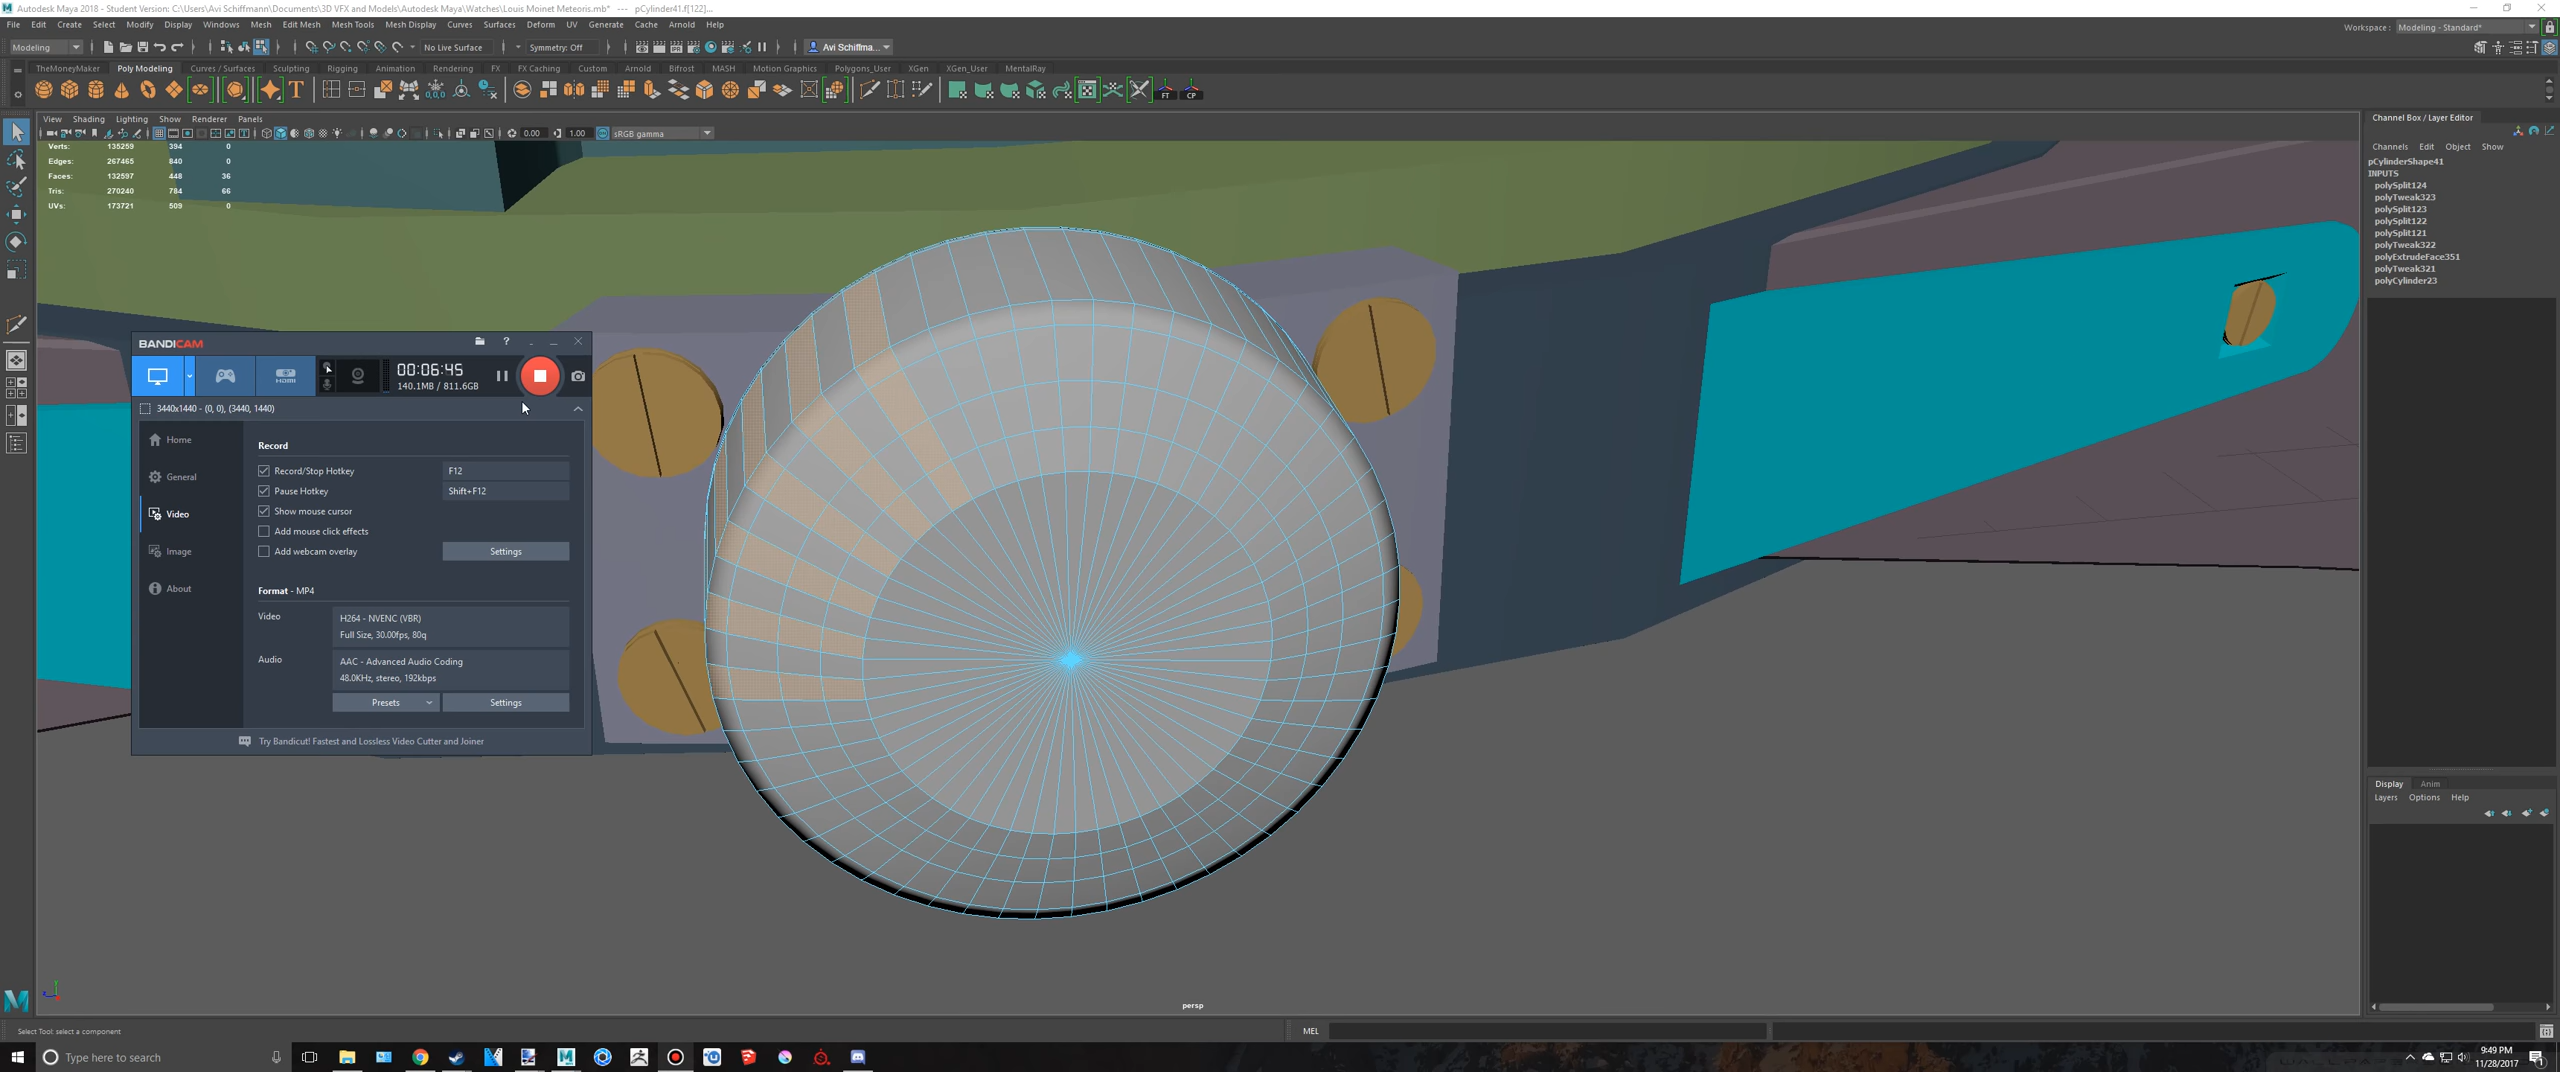 Autodesk Maya 2018 - Student Version: C:\Users\Avi Schiffmann\Documents\3D VFX and Models\Autodesk Maya\Watches\Louis Moinet Meteoris.mb* --- pCylinder41.f[122]...
File Edit Create Select Modify Display Windows Mesh Edit Mesh Mesh Tools Mesh Display Curves Surfaces Deform UV Generate Cache Arnold Help
Workspace : Modeling - Standard*
Modeling No Live Surface Symmetry: Off Avi Schiffma...
TheMoneyMaker Poly Modeling Curves / Surfaces Sculpting Rigging Animation Rendering FX FX Caching Custom Arnold Bifrost MASH Motion Graphics Polygons_User XGen XGen_User MentalRay
FT CP
View Shading Lighting Show Renderer Panels
0.00 1.00 sRGB gamma
Verts: 135259 394 0
Edges: 267465 840 0
Faces: 132597 448 36
Tris: 270240 784 66
UVs: 173721 509 0
BANDICAM
00:06:45
140.1MB / 811.6GB
HDMI
3440x1440 - (0, 0), (3440, 1440)
Home
General
Video
Image
About
Record
Record/Stop Hotkey F12
Pause Hotkey Shift+F12
Show mouse cursor
Add mouse click effects
Add webcam overlay Settings
Format - MP4
Video H264 - NVENC (VBR)
Full Size, 30.00fps, 80q
Audio AAC - Advanced Audio Coding
48.0KHz, stereo, 192kbps
Presets Settings
Try Bandicut! Fastest and Lossless Video Cutter and Joiner
persp
Channel Box / Layer Editor
Channels Edit Object Show
pCylinderShape41
INPUTS
polySplit124
polyTweak323
polySplit123
polySplit122
polySplit121
polyTweak322
polyExtrudeFace351
polyTweak321
polyCylinder23
Display Anim
Layers Options Help
Select Tool: select a component
MEL
Type here to search
9:49 PM
11/28/2017